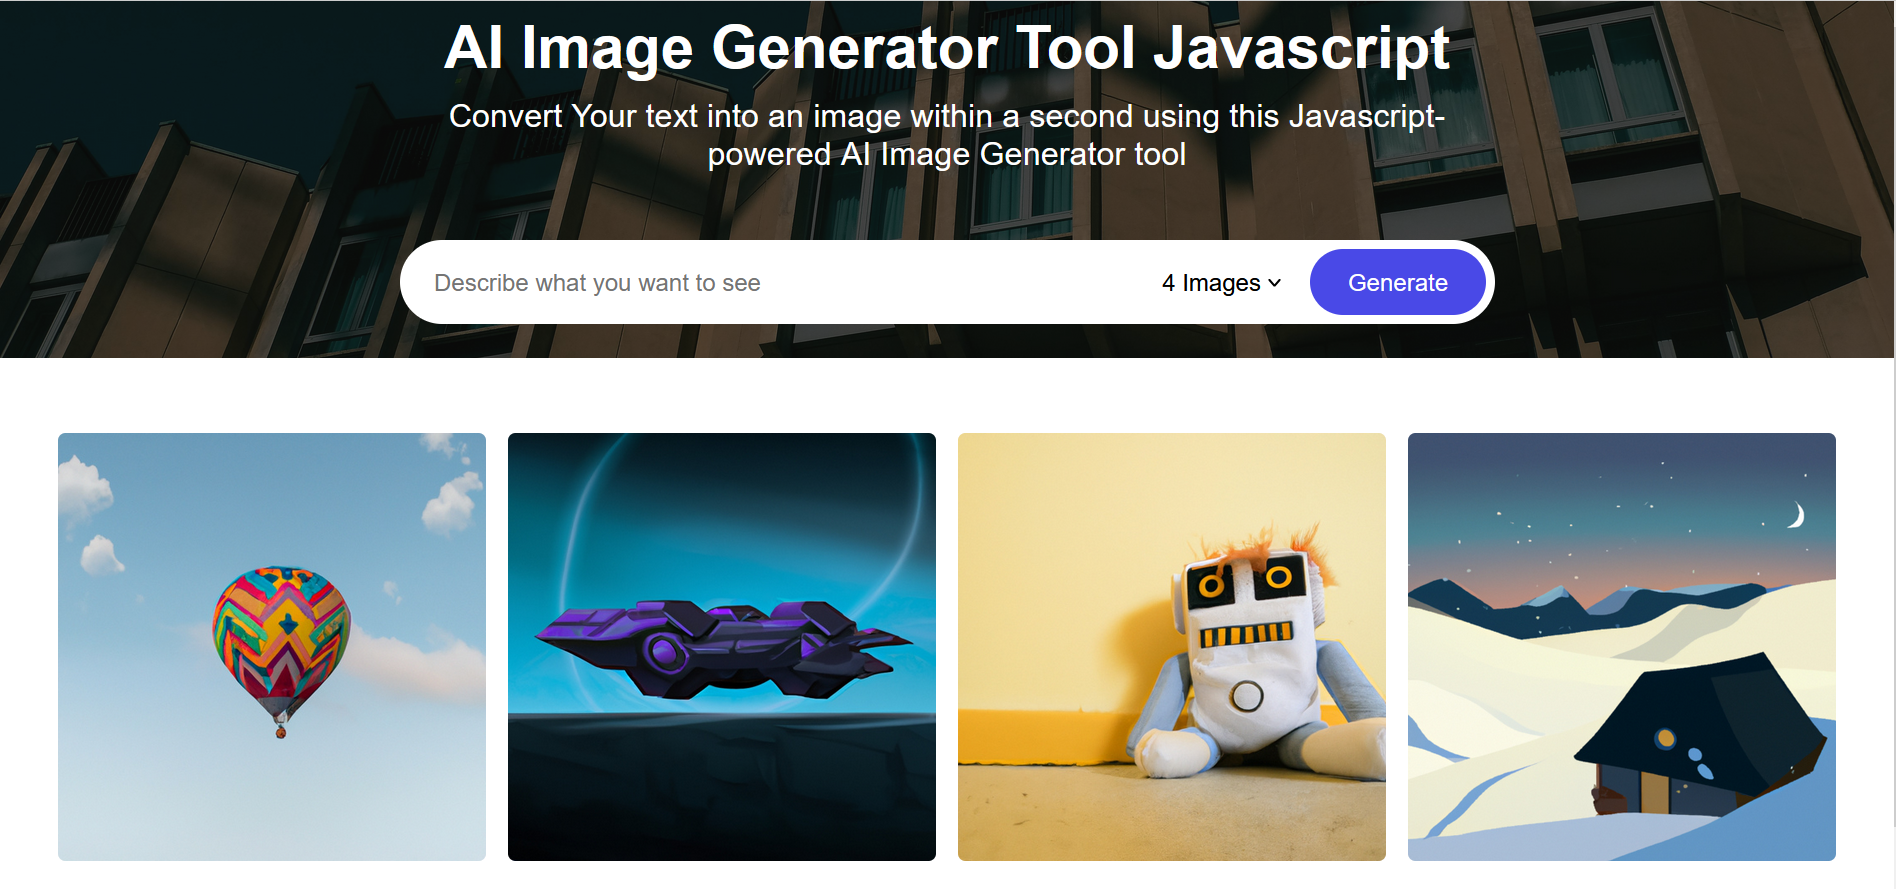 AI Image Generator Tool Javascript
Convert Your text into an image within a second using this Javascript-
powered AI Image Generator tool
Describe what you want to see
4 Images
Generate